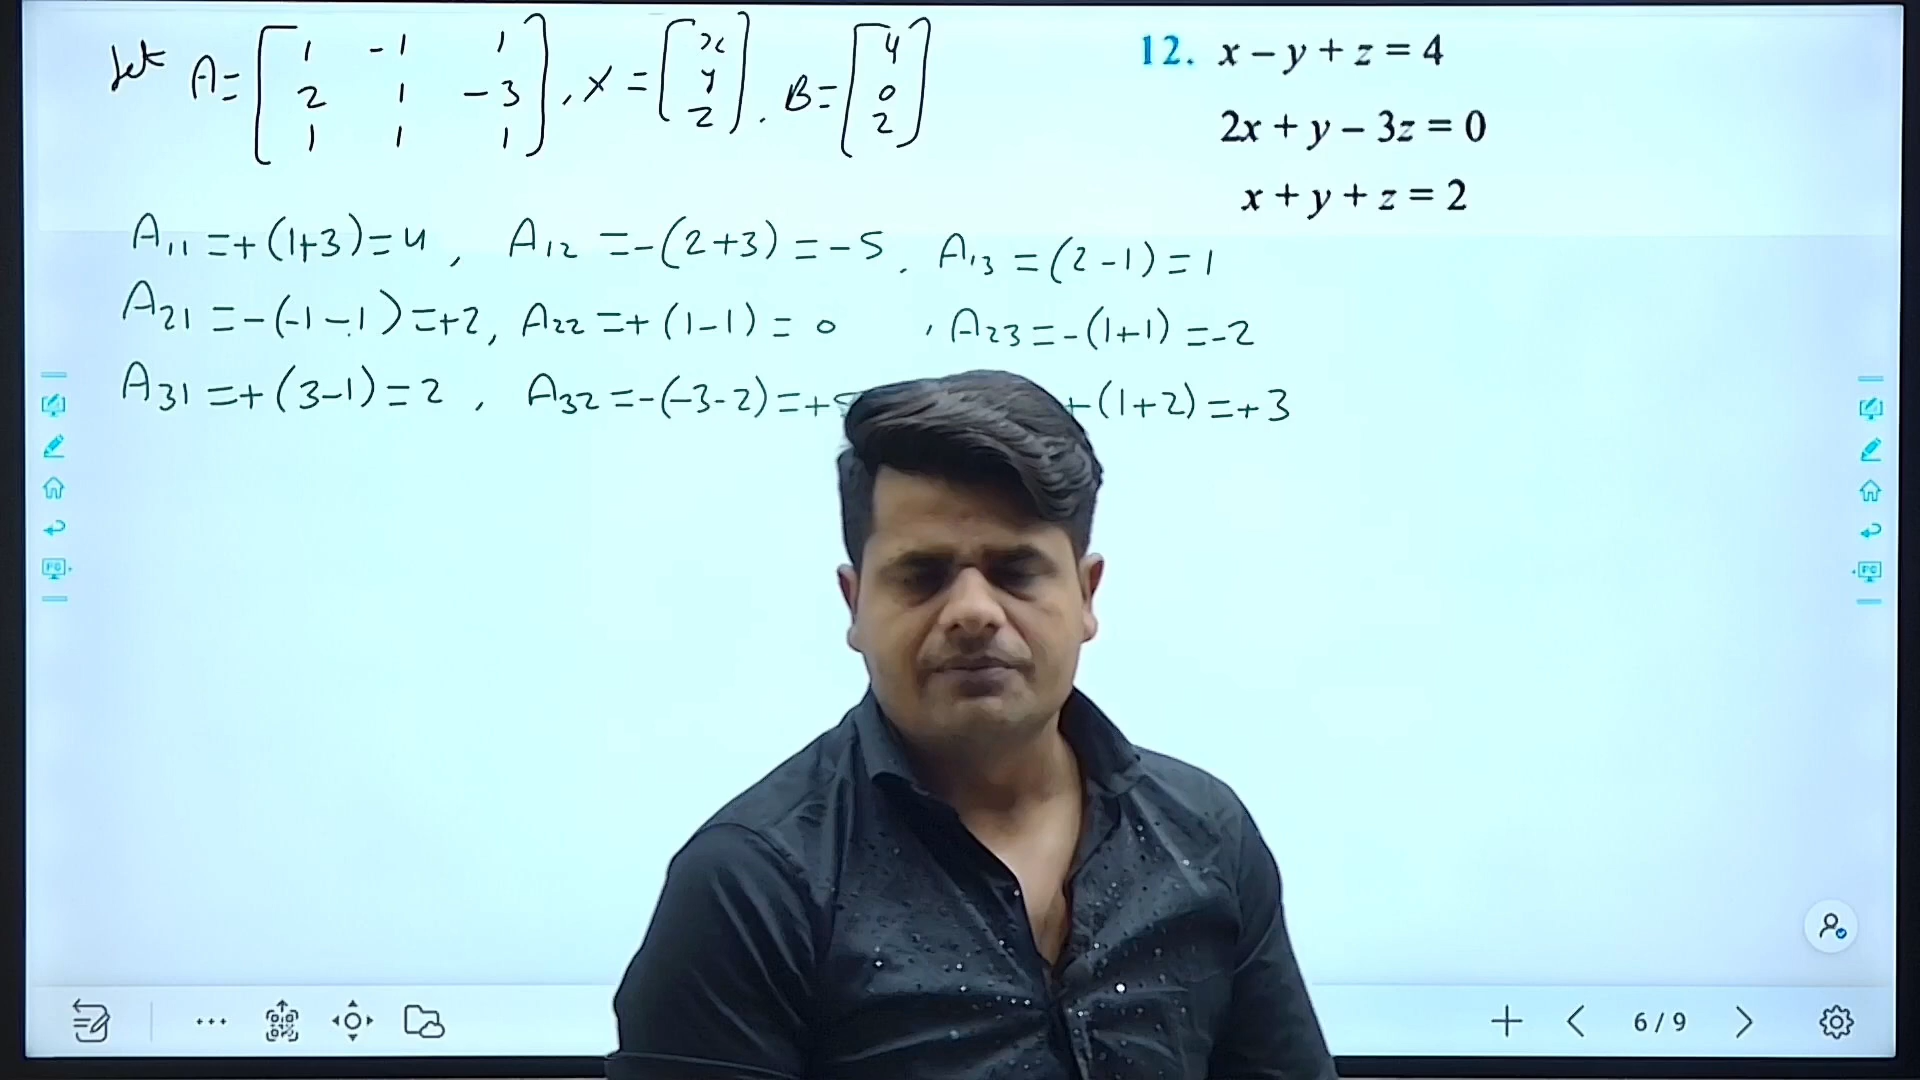 Let A = [1 -1 1; 2 1 -3; 1 1 1], X = [x; y; z], B = [4; 0; 2]
12. x – y + z = 4
2x + y – 3z = 0
x + y + z = 2
A11 = +(1+3) = 4, A12 = -(2+3) = -5, A13 = (2-1) = 1
A21 = -(-1-1) = +2, A22 = +(1-1) = 0, A23 = -(1+1) = -2
A31 = +(3-1) = 2, A32 = -(-3-2) = + +(1+2) = +3
FC
FC
6 / 9